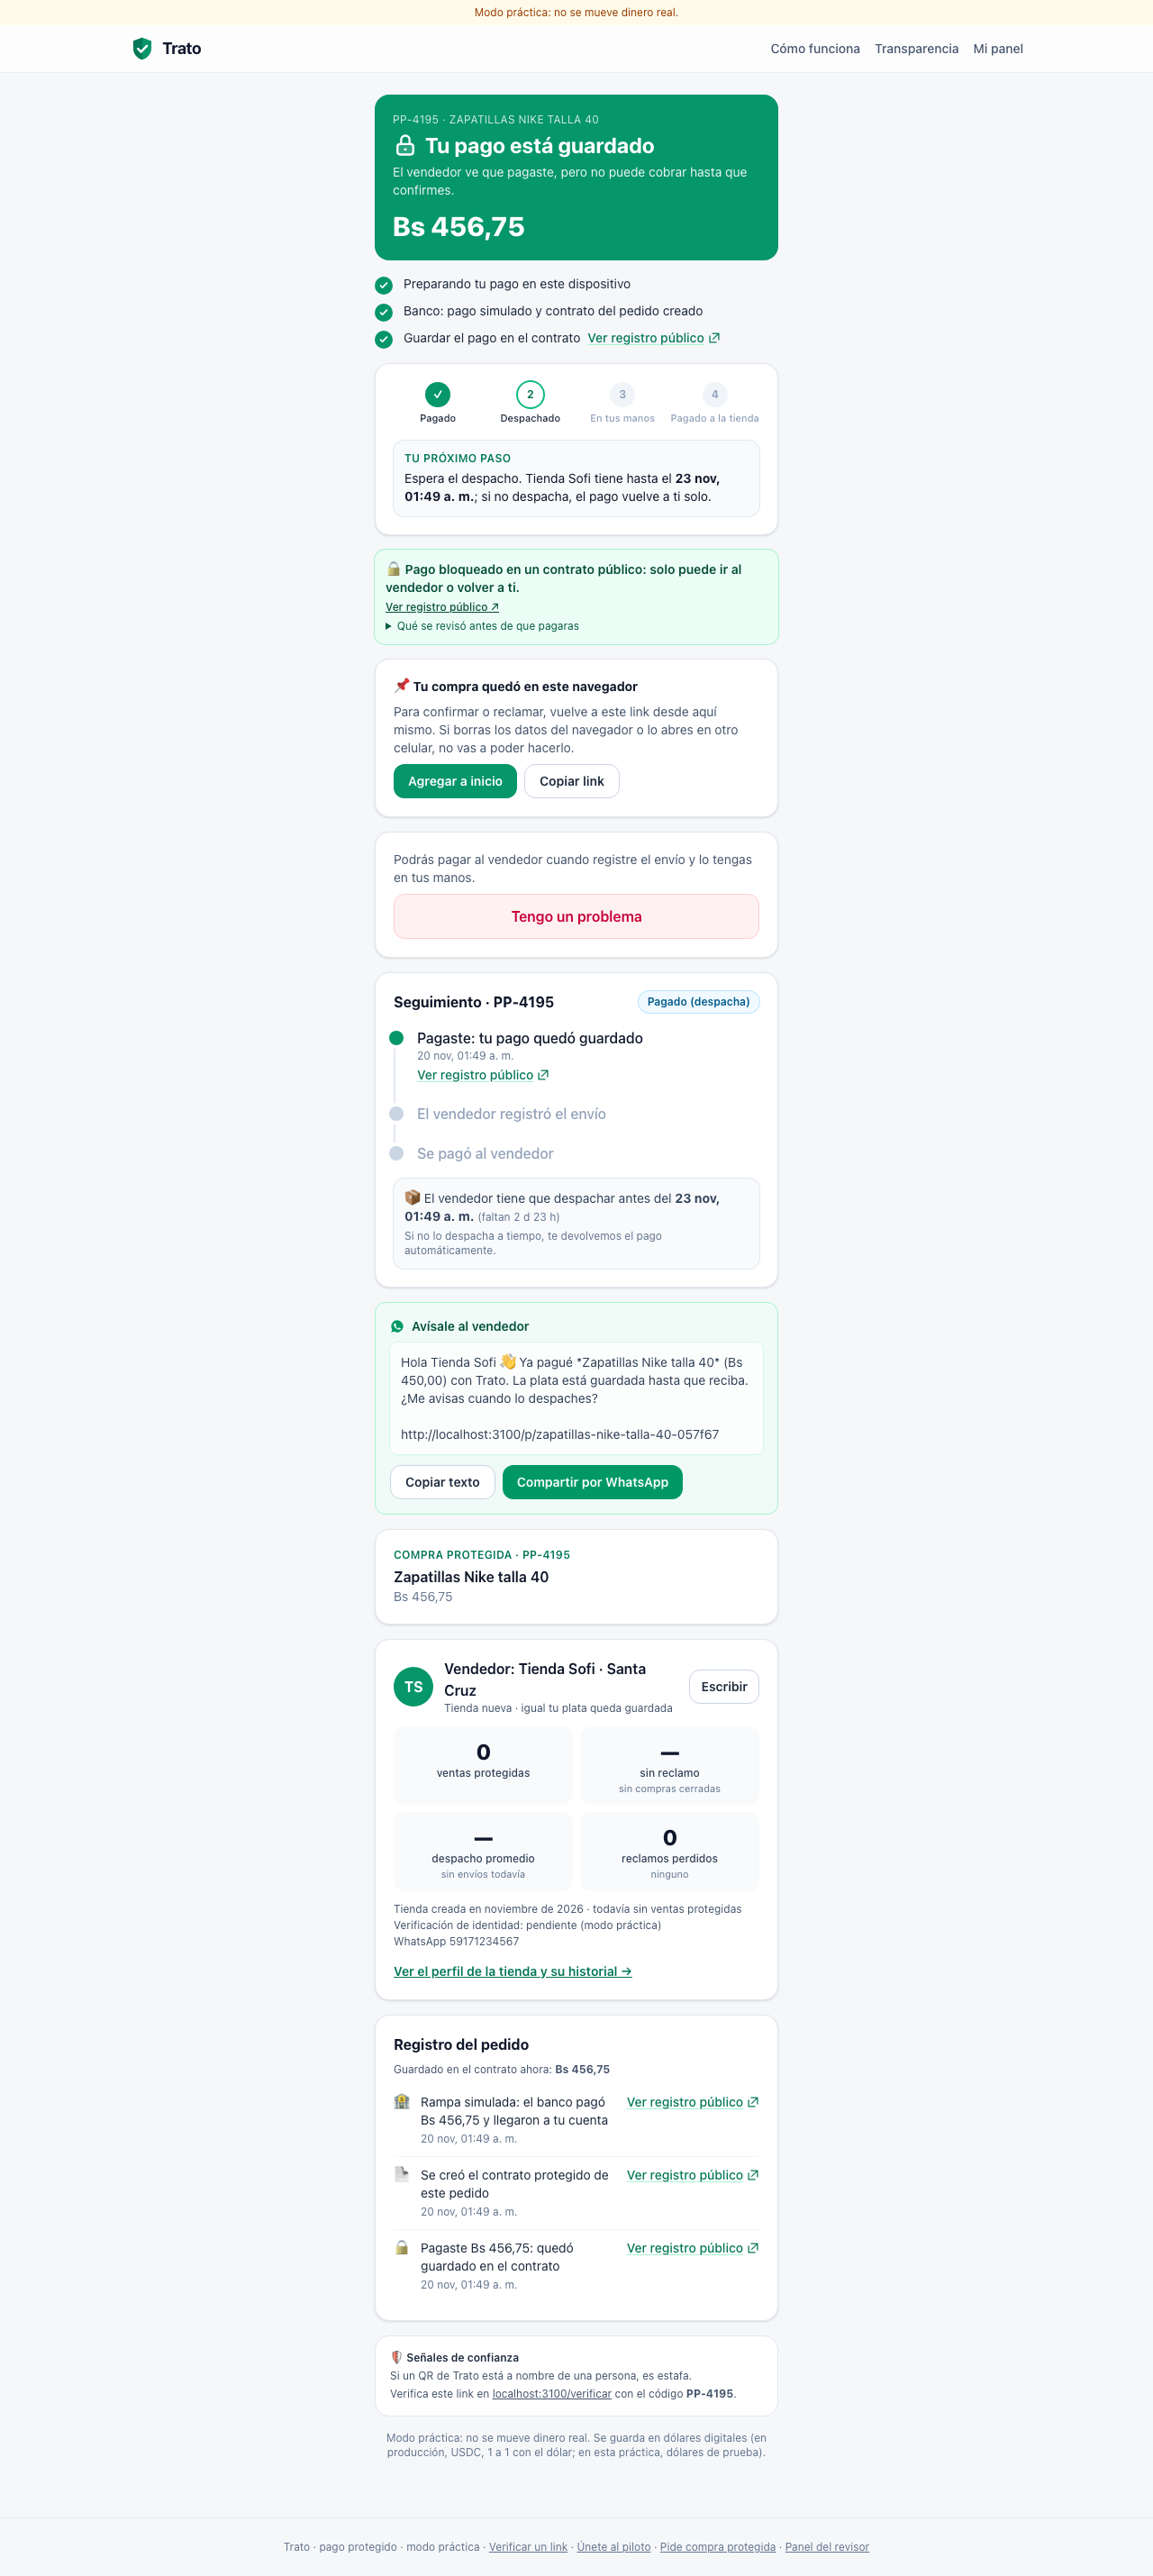 Modo práctica: no se mueve dinero real.
Trato
Cómo funciona Transparencia Mi panel
PP-4195 · ZAPATILLAS NIKE TALLA 40
Tu pago está guardado
El vendedor ve que pagaste, pero no puede cobrar hasta que
confirmes.
Bs 456,75
Preparando tu pago en este dispositivo
Banco: pago simulado y contrato del pedido creado
Guardar el pago en el contrato Ver registro público
2
3
4
Pagado
Despachado
En tus manos
Pagado a la tienda
TU PRÓXIMO PASO
Espera el despacho. Tienda Sofi tiene hasta el 23 nov,
01:49 a. m.; si no despacha, el pago vuelve a ti solo.
🔒 Pago bloqueado en un contrato público: solo puede ir al
vendedor o volver a ti.
Ver registro público ↗
▶ Qué se revisó antes de que pagaras
📌 Tu compra quedó en este navegador
Para confirmar o reclamar, vuelve a este link desde aquí
mismo. Si borras los datos del navegador o lo abres en otro
celular, no vas a poder hacerlo.
Agregar a inicio
Copiar link
Podrás pagar al vendedor cuando registre el envío y lo tengas
en tus manos.
Tengo un problema
Seguimiento · PP-4195
Pagado (despacha)
Pagaste: tu pago quedó guardado
20 nov, 01:49 a. m.
Ver registro público
El vendedor registró el envío
Se pagó al vendedor
📦 El vendedor tiene que despachar antes del 23 nov,
01:49 a. m. (faltan 2 d 23 h)
Si no lo despacha a tiempo, te devolvemos el pago
automáticamente.
Avísale al vendedor
Hola Tienda Sofi 👋 Ya pagué *Zapatillas Nike talla 40* (Bs
450,00) con Trato. La plata está guardada hasta que reciba.
¿Me avisas cuando lo despaches?
http://localhost:3100/p/zapatillas-nike-talla-40-057f67
Copiar texto
Compartir por WhatsApp
COMPRA PROTEGIDA · PP-4195
Zapatillas Nike talla 40
Bs 456,75
TS
Vendedor: Tienda Sofi · Santa
Cruz
Tienda nueva · igual tu plata queda guardada
Escribir
0
ventas protegidas
—
sin reclamo
sin compras cerradas
—
despacho promedio
sin envíos todavía
0
reclamos perdidos
ninguno
Tienda creada en noviembre de 2026 · todavía sin ventas protegidas
Verificación de identidad: pendiente (modo práctica)
WhatsApp 59171234567
Ver el perfil de la tienda y su historial →
Registro del pedido
Guardado en el contrato ahora: Bs 456,75
Rampa simulada: el banco pagó
Bs 456,75 y llegaron a tu cuenta
20 nov, 01:49 a. m.
Ver registro público
Se creó el contrato protegido de
este pedido
20 nov, 01:49 a. m.
Ver registro público
Pagaste Bs 456,75: quedó
guardado en el contrato
20 nov, 01:49 a. m.
Ver registro público
Señales de confianza
Si un QR de Trato está a nombre de una persona, es estafa.
Verifica este link en localhost:3100/verificar con el código PP-4195.
Modo práctica: no se mueve dinero real. Se guarda en dólares digitales (en
producción, USDC, 1 a 1 con el dólar; en esta práctica, dólares de prueba).
Trato · pago protegido · modo práctica · Verificar un link · Únete al piloto · Pide compra protegida · Panel del revisor